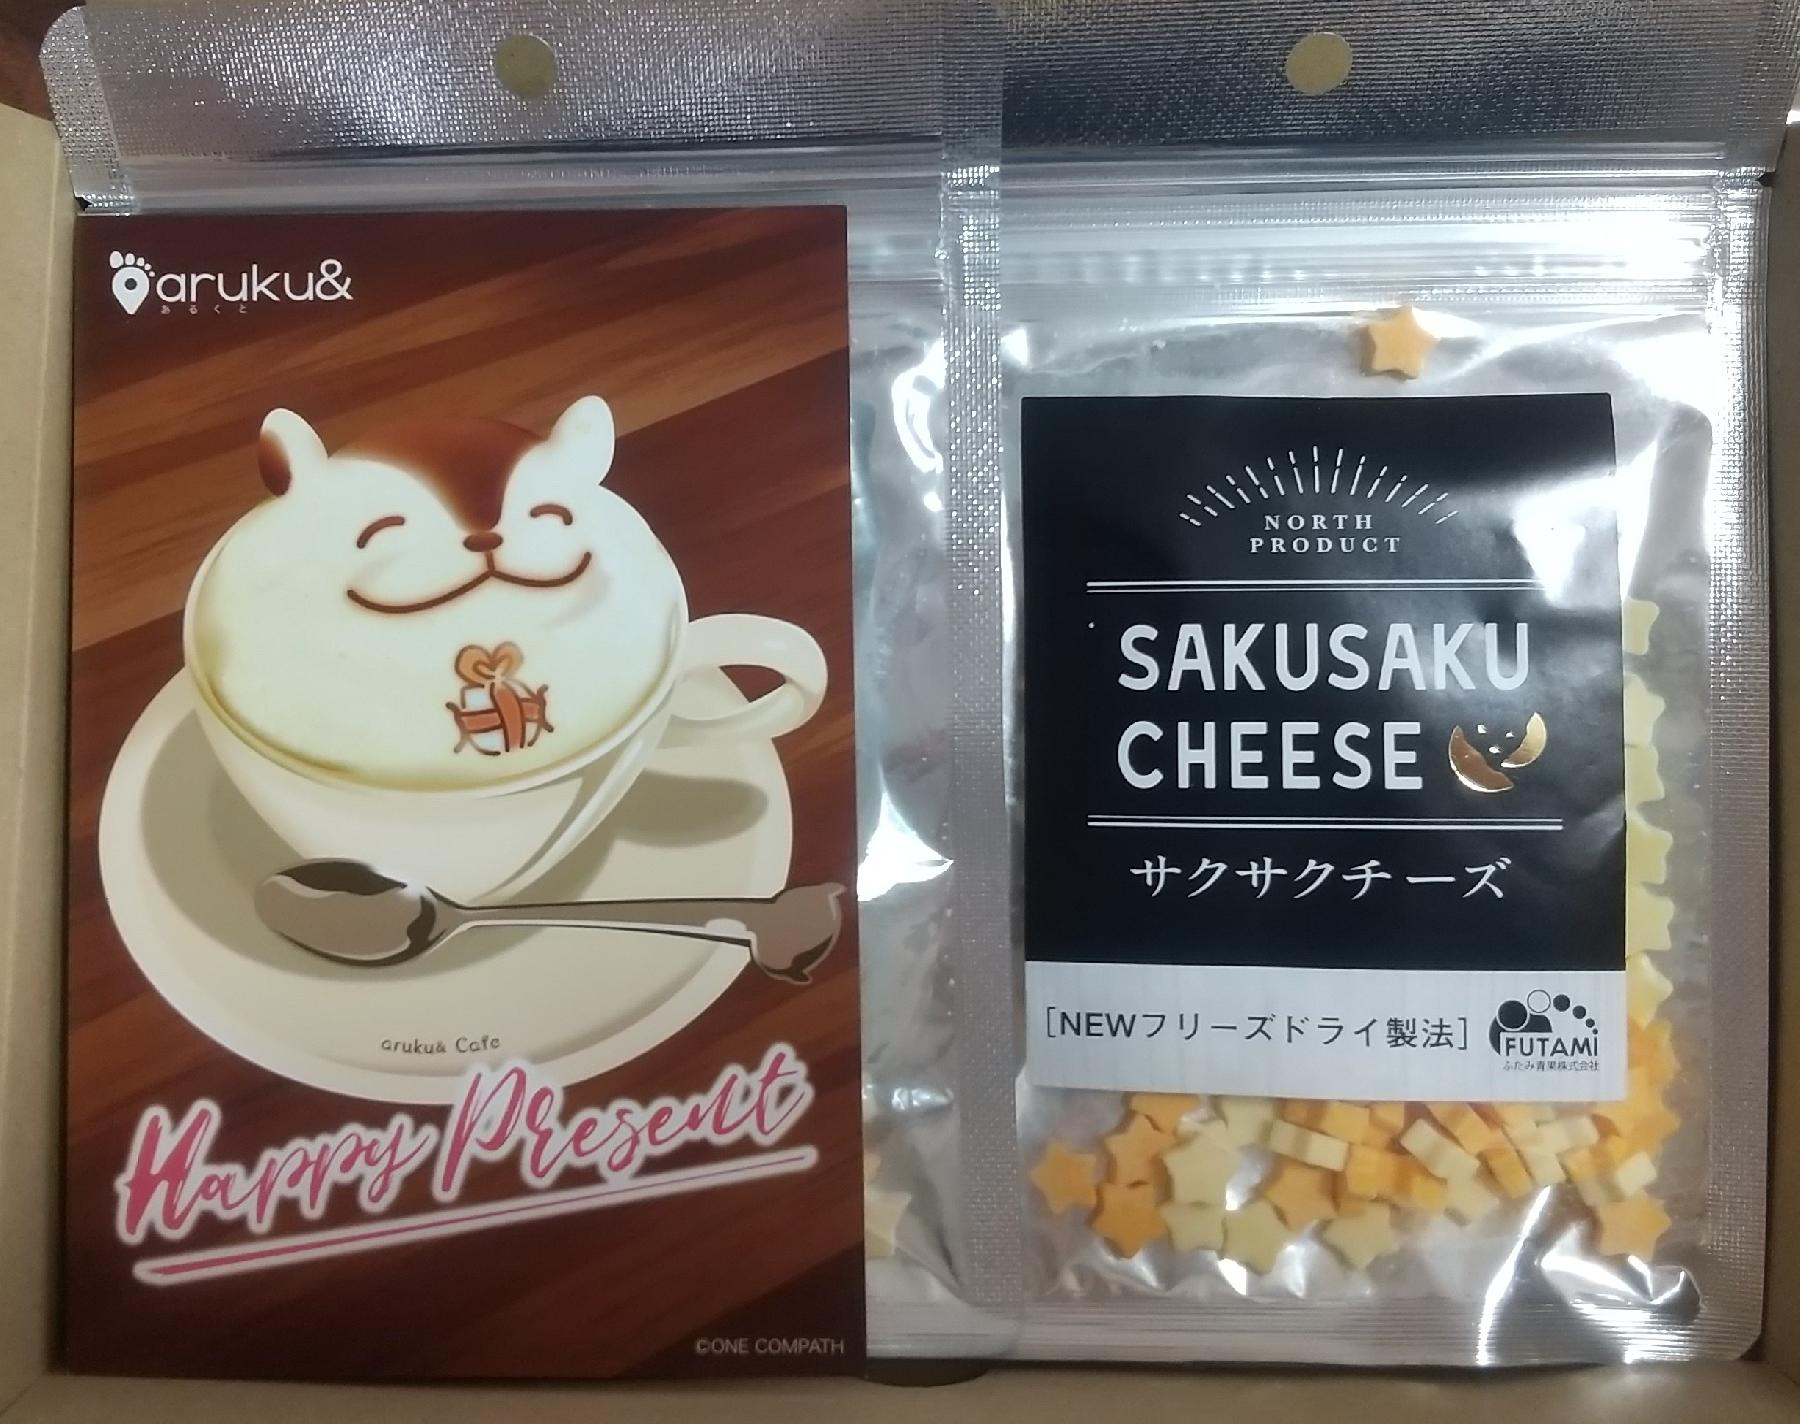 aruku&
あるくと
aruku& Cafe
Happy Present
©ONE COMPATH
NORTH
PRODUCT
SAKUSAKU
CHEESE
サクサクチーズ
[NEWフリーズドライ製法]
FUTAMI
ふたみ青果株式会社